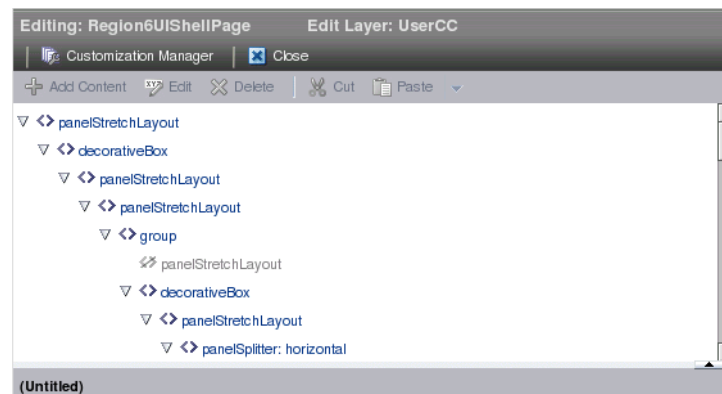 Editing: Region6UIShellPage Edit Layer: UserCC
Customization Manager Close
Add Content Edit Delete Cut Paste
panelStretchLayout
decorativeBox
panelStretchLayout
panelStretchLayout
group
panelStretchLayout
decorativeBox
panelStretchLayout
panelSplitter: horizontal
(Untitled)